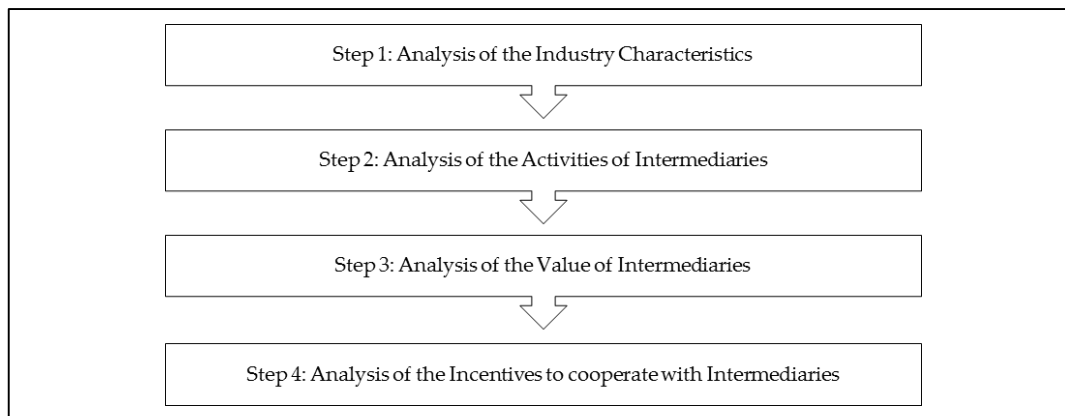 Step 1: Analysis of the Industry Characteristics
Step 2: Analysis of the Activities of Intermediaries
Step 3: Analysis of the Value of Intermediaries
Step 4: Analysis of the Incentives to cooperate with Intermediaries